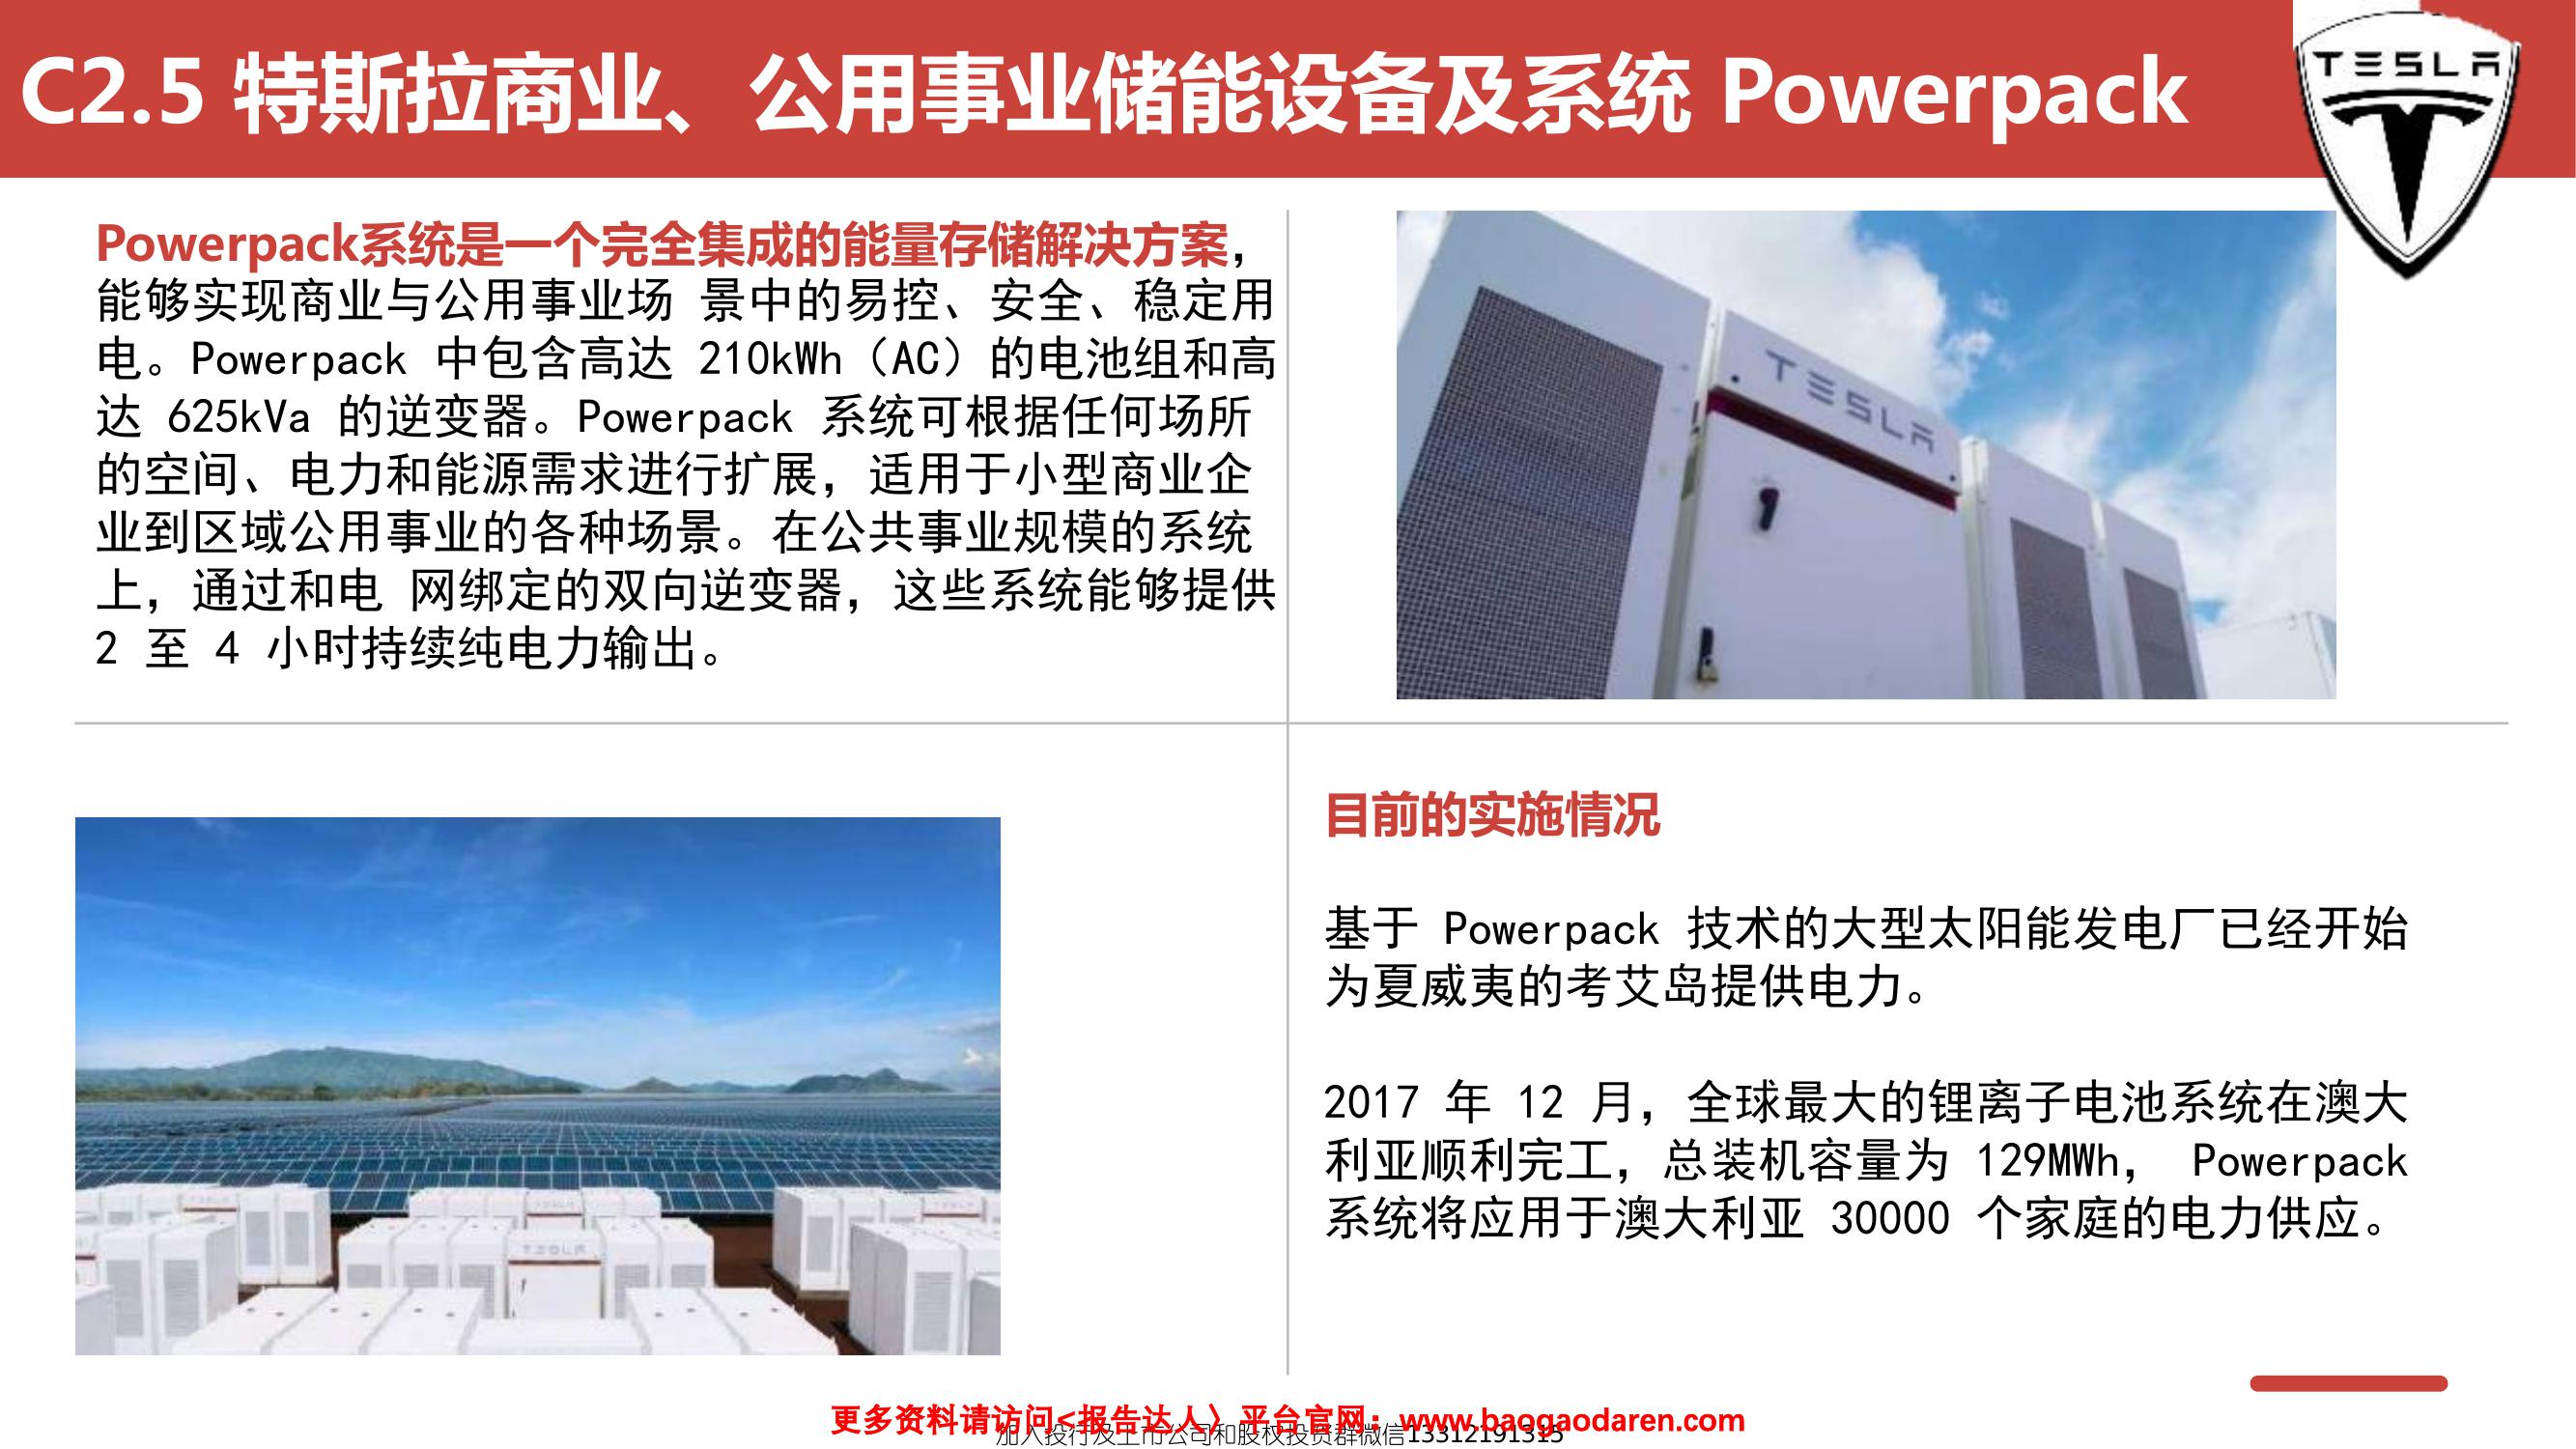 C2.5 特斯拉商业、公用事业储能设备及系统 Powerpack
TESLA
Powerpack系统是一个完全集成的能量存储解决方案，
能够实现商业与公用事业场 景中的易控、安全、稳定用
电。Powerpack 中包含高达 210kWh（AC）的电池组和高
达 625kVa 的逆变器。Powerpack 系统可根据任何场所
的空间、电力和能源需求进行扩展，适用于小型商业企
业到区域公用事业的各种场景。在公共事业规模的系统
上，通过和电 网绑定的双向逆变器，这些系统能够提供
2 至 4 小时持续纯电力输出。
TESLA
目前的实施情况
基于 Powerpack 技术的大型太阳能发电厂已经开始
为夏威夷的考艾岛提供电力。
2017 年 12 月，全球最大的锂离子电池系统在澳大
利亚顺利完工，总装机容量为 129MWh， Powerpack
系统将应用于澳大利亚 30000 个家庭的电力供应。
TESLA
更多资料请访问<报告达人〉平台官网：www.baogaodaren.com
加入投行及上市公司和股权投资群微信13312191315